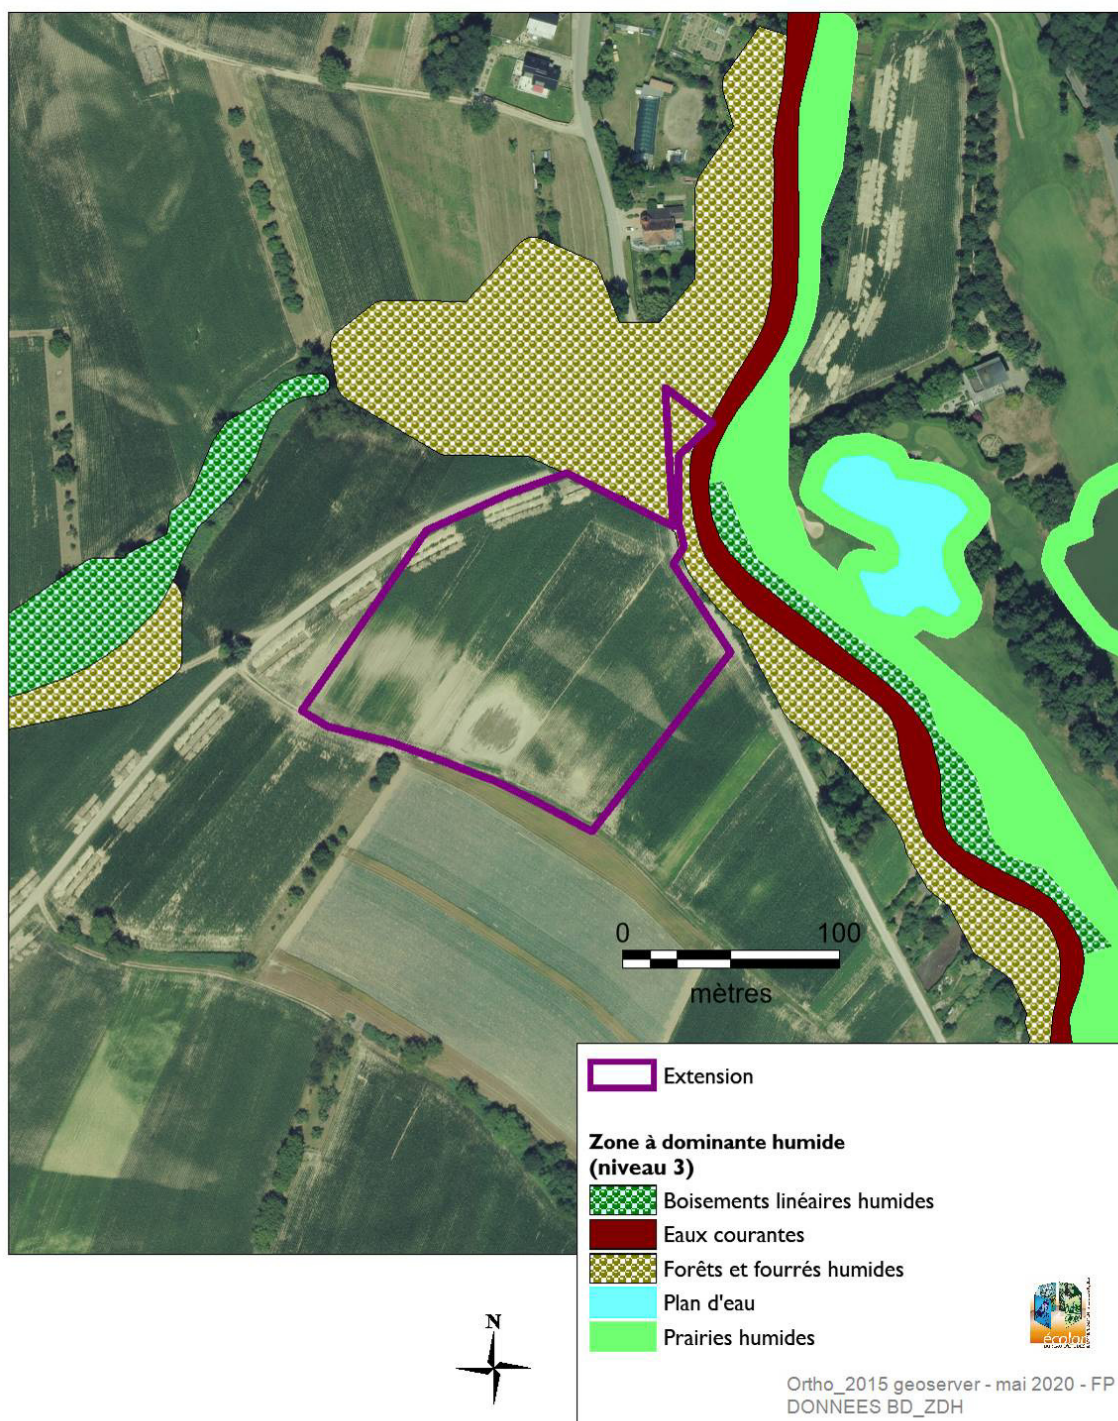 0 100
mètres
Extension
Zone à dominante humide
(niveau 3)
Boisements linéaires humides
Eaux courantes
Forêts et fourrés humides
Plan d'eau
Prairies humides
N
écolor
Ortho_2015 geoserver - mai 2020 - FP
DONNEES BD_ZDH